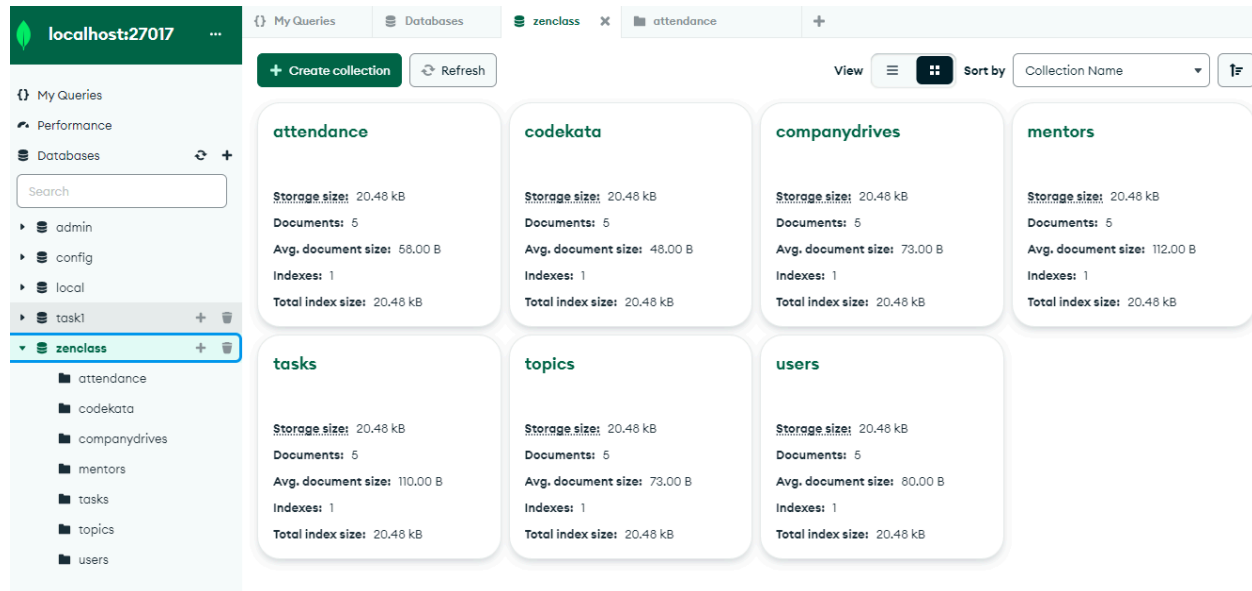 localhost:27017 ...
{} My Queries
Performance
Databases
Search
admin
config
local
task1
zenclass
attendance
codekata
companydrives
mentors
tasks
topics
users
{} My Queries Databases zenclass attendance
+ Create collection Refresh View Sort by Collection Name
attendance
Storage size: 20.48 kB
Documents: 5
Avg. document size: 58.00 B
Indexes: 1
Total index size: 20.48 kB
codekata
Storage size: 20.48 kB
Documents: 5
Avg. document size: 48.00 B
Indexes: 1
Total index size: 20.48 kB
companydrives
Storage size: 20.48 kB
Documents: 5
Avg. document size: 73.00 B
Indexes: 1
Total index size: 20.48 kB
mentors
Storage size: 20.48 kB
Documents: 5
Avg. document size: 112.00 B
Indexes: 1
Total index size: 20.48 kB
tasks
Storage size: 20.48 kB
Documents: 5
Avg. document size: 110.00 B
Indexes: 1
Total index size: 20.48 kB
topics
Storage size: 20.48 kB
Documents: 5
Avg. document size: 73.00 B
Indexes: 1
Total index size: 20.48 kB
users
Storage size: 20.48 kB
Documents: 5
Avg. document size: 80.00 B
Indexes: 1
Total index size: 20.48 kB